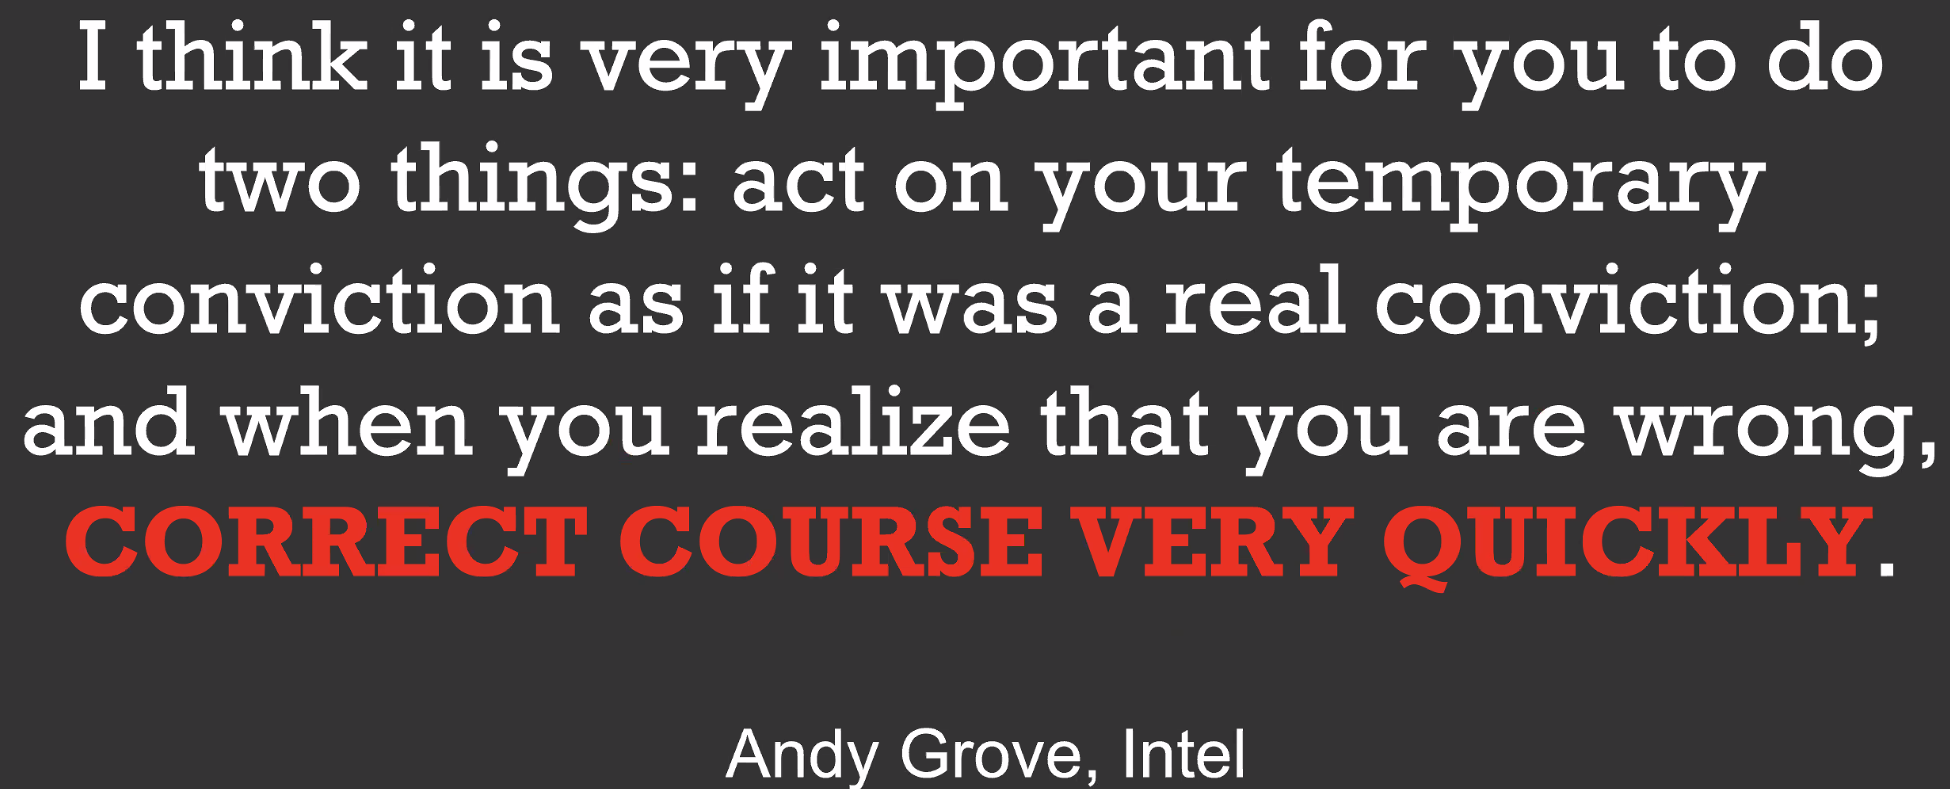 I think it is very important for you to do
two things: act on your temporary
conviction as if it was a real conviction;
and when you realize that you are wrong,
CORRECT COURSE VERY QUICKLY.
Andy Grove, Intel